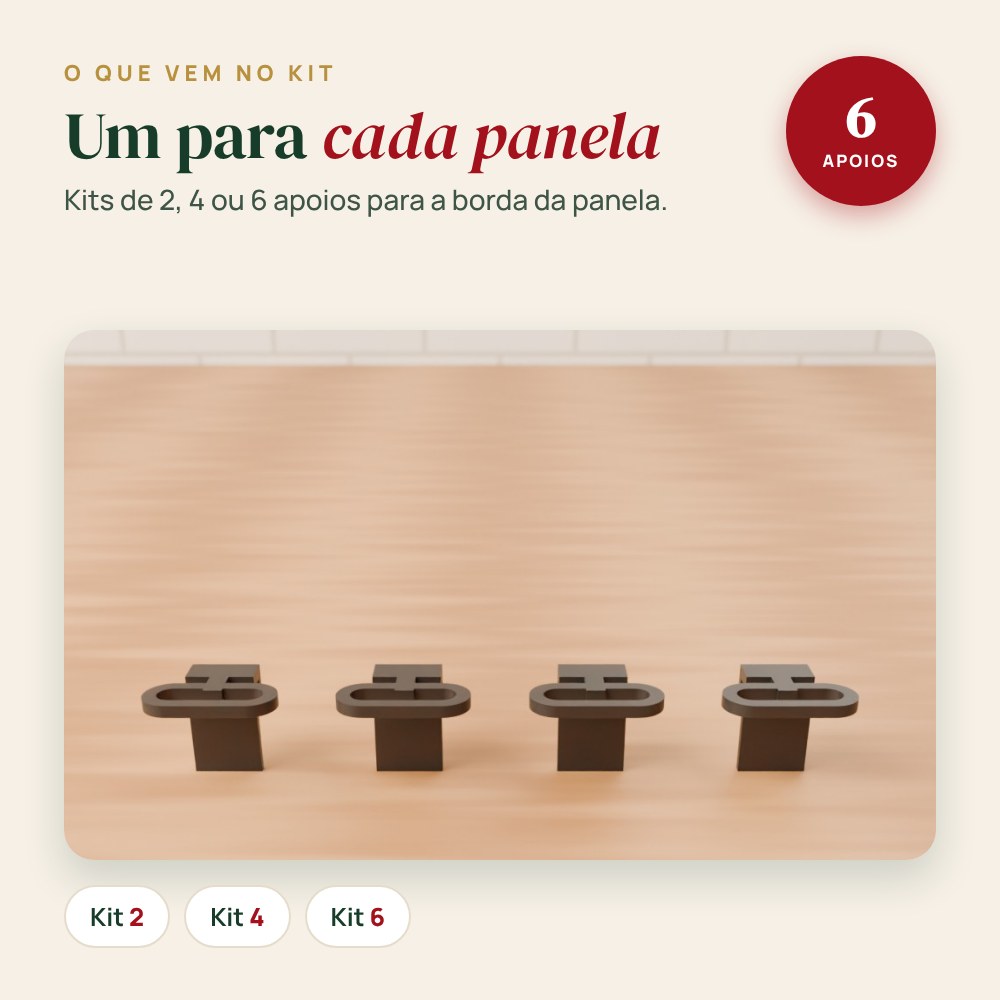 O QUE VEM NO KIT
Um para cada panela
Kits de 2, 4 ou 6 apoios para a borda da panela.
6
APOIOS
Kit 2
Kit 4
Kit 6